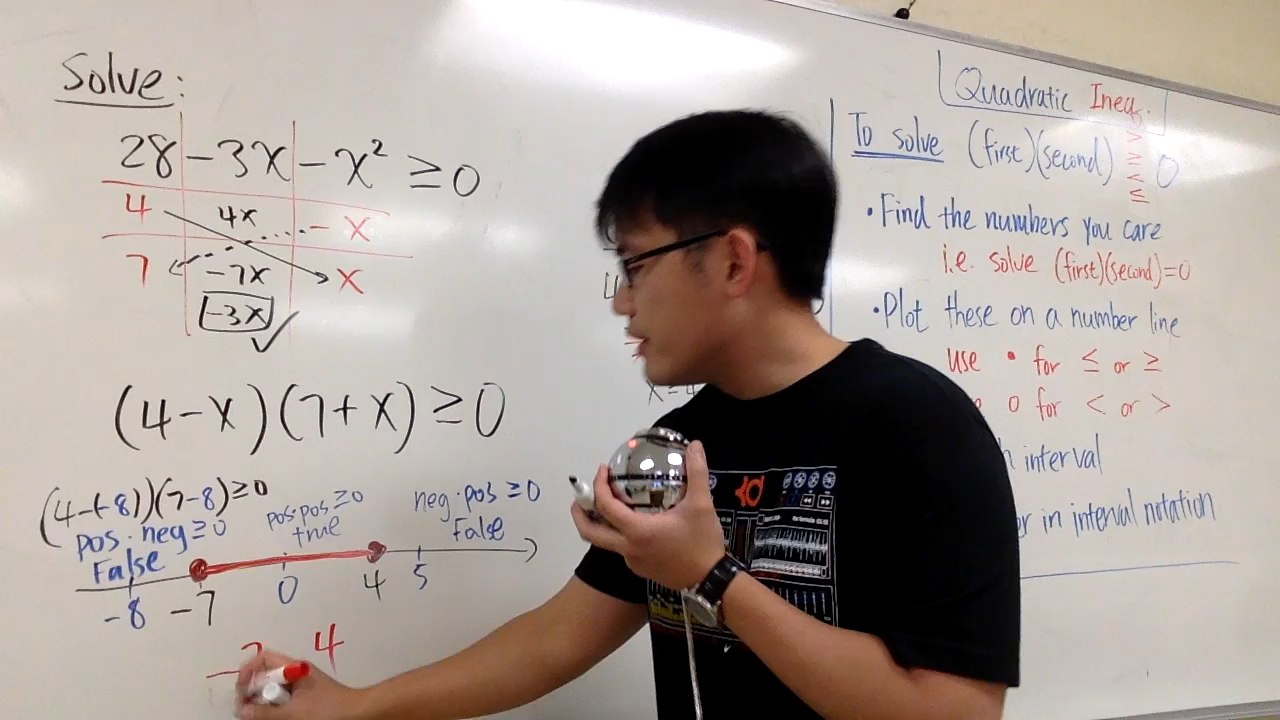 Solve:
28 - 3x - x² ≥ 0
4 4x - x
7 -7x x
-3x ✓
(4-x)(7+x) ≥ 0
(4-(-8))(7-8) ≥ 0
pos · neg ≥ 0
False
pos·pos ≥ 0
true
neg · pos ≥ 0
False
-8 -7 0 4 5
4
Quadratic Ineq.
To solve (first)(second) > ≥ < ≤ 0
• Find the numbers you care
i.e. solve (first)(second)=0
• Plot these on a number line
use • for ≤ or ≥
o for < or >
interval
in interval notation